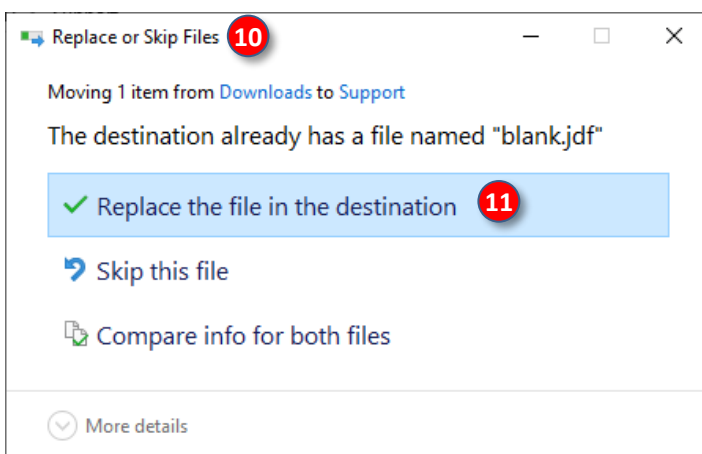 Replace or Skip Files 10
Moving 1 item from Downloads to Support
The destination already has a file named "blank.jdf"
Replace the file in the destination 11
Skip this file
Compare info for both files
More details